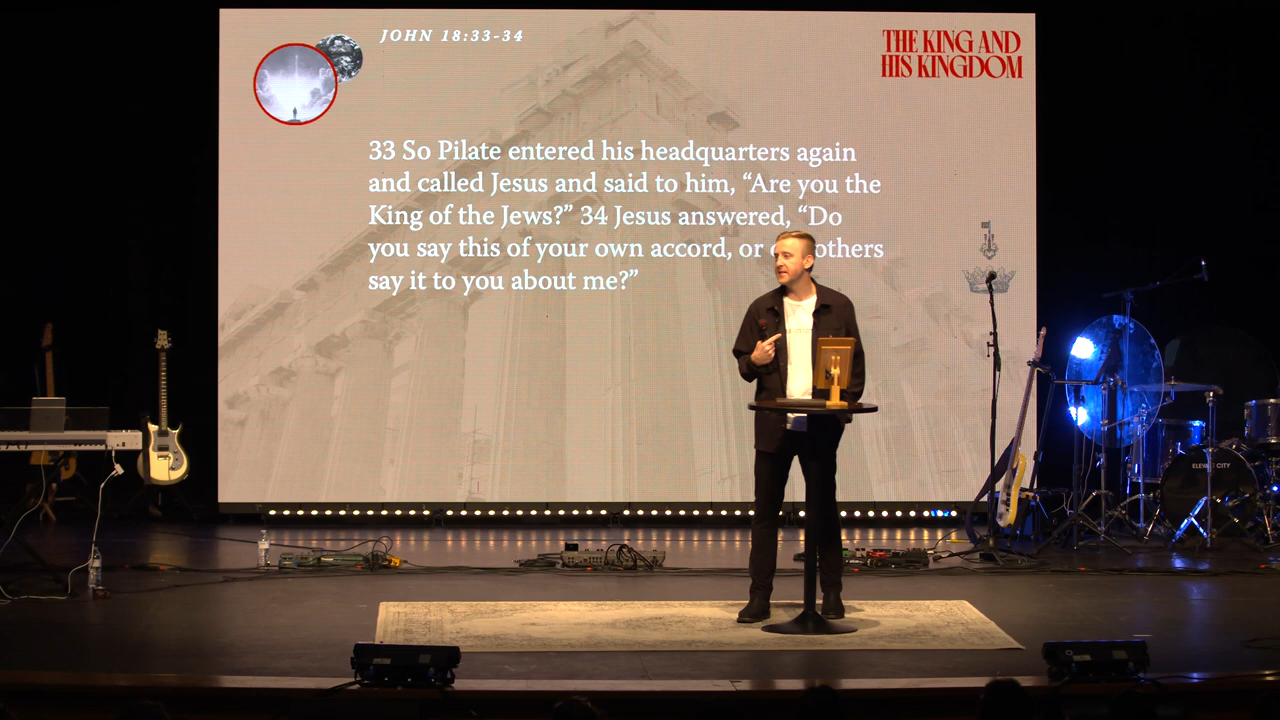 JOHN 18:33-34
THE KING AND
HIS KINGDOM
33 So Pilate entered his headquarters again
and called Jesus and said to him, “Are you the
King of the Jews?” 34 Jesus answered, “Do
you say this of your own accord, or others
say it to you about me?”
CITY